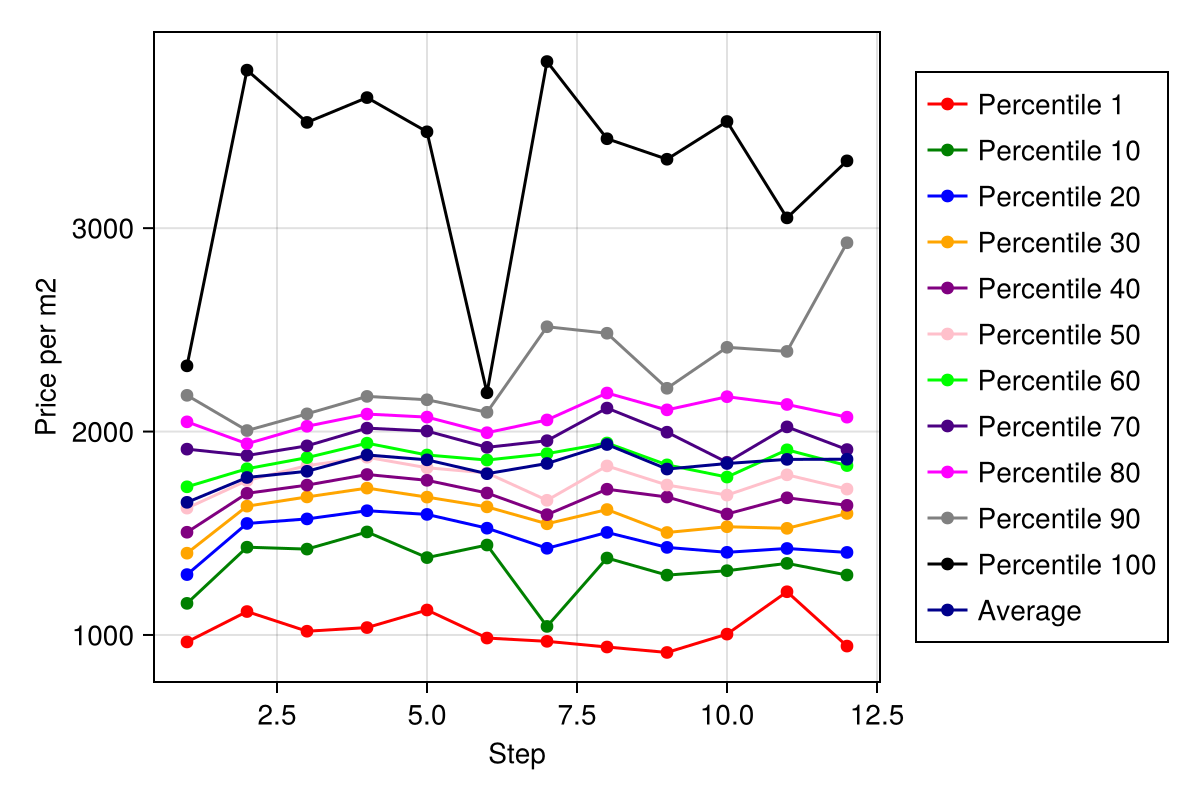 3000
2000
1000
Price per m2
2.5
5.0
7.5
10.0
12.5
Step
Percentile 1
Percentile 10
Percentile 20
Percentile 30
Percentile 40
Percentile 50
Percentile 60
Percentile 70
Percentile 80
Percentile 90
Percentile 100
Average